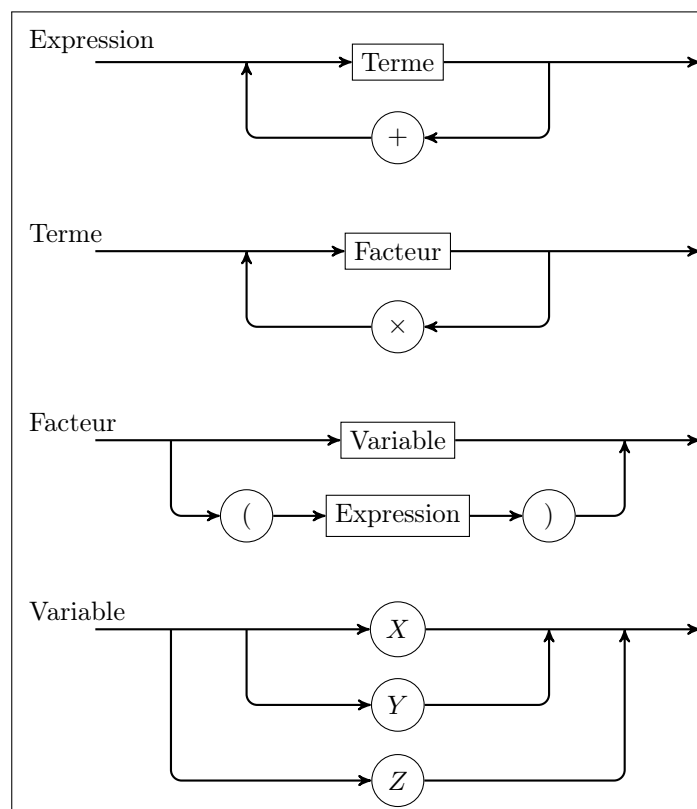 Expression
Terme
+
Terme
Facteur
×
Facteur
Variable
( Expression )
Variable
X
Y
Z